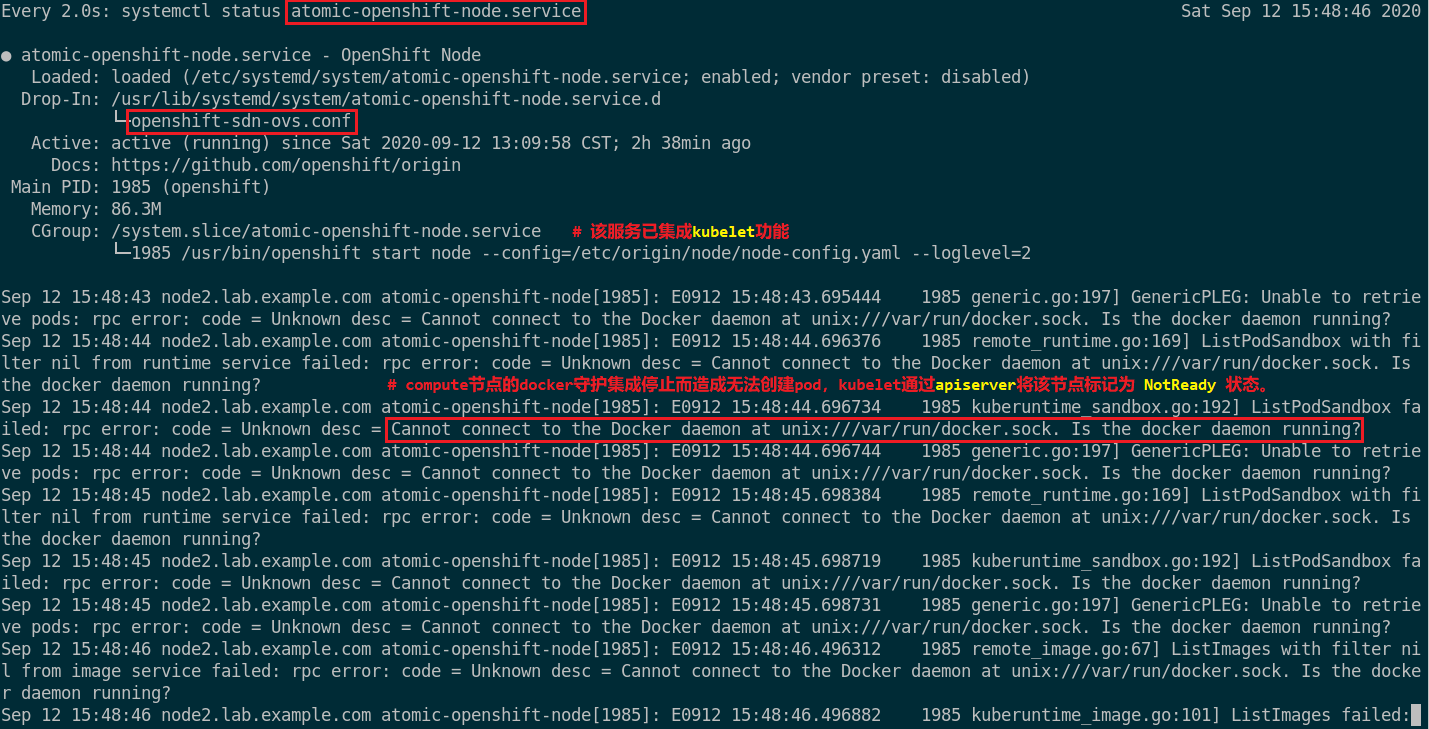 Every 2.0s: systemctl status atomic-openshift-node.service Sat Sep 12 15:48:46 2020
● atomic-openshift-node.service - OpenShift Node
Loaded: loaded (/etc/systemd/system/atomic-openshift-node.service; enabled; vendor preset: disabled)
Drop-In: /usr/lib/systemd/system/atomic-openshift-node.service.d
└─openshift-sdn-ovs.conf
Active: active (running) since Sat 2020-09-12 13:09:58 CST; 2h 38min ago
Docs: https://github.com/openshift/origin
Main PID: 1985 (openshift)
Memory: 86.3M
CGroup: /system.slice/atomic-openshift-node.service # 该服务已集成kubelet功能
└─1985 /usr/bin/openshift start node --config=/etc/origin/node/node-config.yaml --loglevel=2
Sep 12 15:48:43 node2.lab.example.com atomic-openshift-node[1985]: E0912 15:48:43.695444 1985 generic.go:197] GenericPLEG: Unable to retrie
ve pods: rpc error: code = Unknown desc = Cannot connect to the Docker daemon at unix:///var/run/docker.sock. Is the docker daemon running?
Sep 12 15:48:44 node2.lab.example.com atomic-openshift-node[1985]: E0912 15:48:44.696376 1985 remote_runtime.go:169] ListPodSandbox with fi
lter nil from runtime service failed: rpc error: code = Unknown desc = Cannot connect to the Docker daemon at unix:///var/run/docker.sock. Is
the docker daemon running? # compute节点的docker守护集成停止而造成无法创建pod, kubelet通过apiserver将该节点标记为 NotReady 状态。
Sep 12 15:48:44 node2.lab.example.com atomic-openshift-node[1985]: E0912 15:48:44.696734 1985 kuberuntime_sandbox.go:192] ListPodSandbox fa
iled: rpc error: code = Unknown desc = Cannot connect to the Docker daemon at unix:///var/run/docker.sock. Is the docker daemon running?
Sep 12 15:48:44 node2.lab.example.com atomic-openshift-node[1985]: E0912 15:48:44.696744 1985 generic.go:197] GenericPLEG: Unable to retrie
ve pods: rpc error: code = Unknown desc = Cannot connect to the Docker daemon at unix:///var/run/docker.sock. Is the docker daemon running?
Sep 12 15:48:45 node2.lab.example.com atomic-openshift-node[1985]: E0912 15:48:45.698384 1985 remote_runtime.go:169] ListPodSandbox with fi
lter nil from runtime service failed: rpc error: code = Unknown desc = Cannot connect to the Docker daemon at unix:///var/run/docker.sock. Is
the docker daemon running?
Sep 12 15:48:45 node2.lab.example.com atomic-openshift-node[1985]: E0912 15:48:45.698719 1985 kuberuntime_sandbox.go:192] ListPodSandbox fa
iled: rpc error: code = Unknown desc = Cannot connect to the Docker daemon at unix:///var/run/docker.sock. Is the docker daemon running?
Sep 12 15:48:45 node2.lab.example.com atomic-openshift-node[1985]: E0912 15:48:45.698731 1985 generic.go:197] GenericPLEG: Unable to retrie
ve pods: rpc error: code = Unknown desc = Cannot connect to the Docker daemon at unix:///var/run/docker.sock. Is the docker daemon running?
Sep 12 15:48:46 node2.lab.example.com atomic-openshift-node[1985]: E0912 15:48:46.496312 1985 remote_image.go:67] ListImages with filter ni
l from image service failed: rpc error: code = Unknown desc = Cannot connect to the Docker daemon at unix:///var/run/docker.sock. Is the docke
r daemon running?
Sep 12 15:48:46 node2.lab.example.com atomic-openshift-node[1985]: E0912 15:48:46.496882 1985 kuberuntime_image.go:101] ListImages failed: